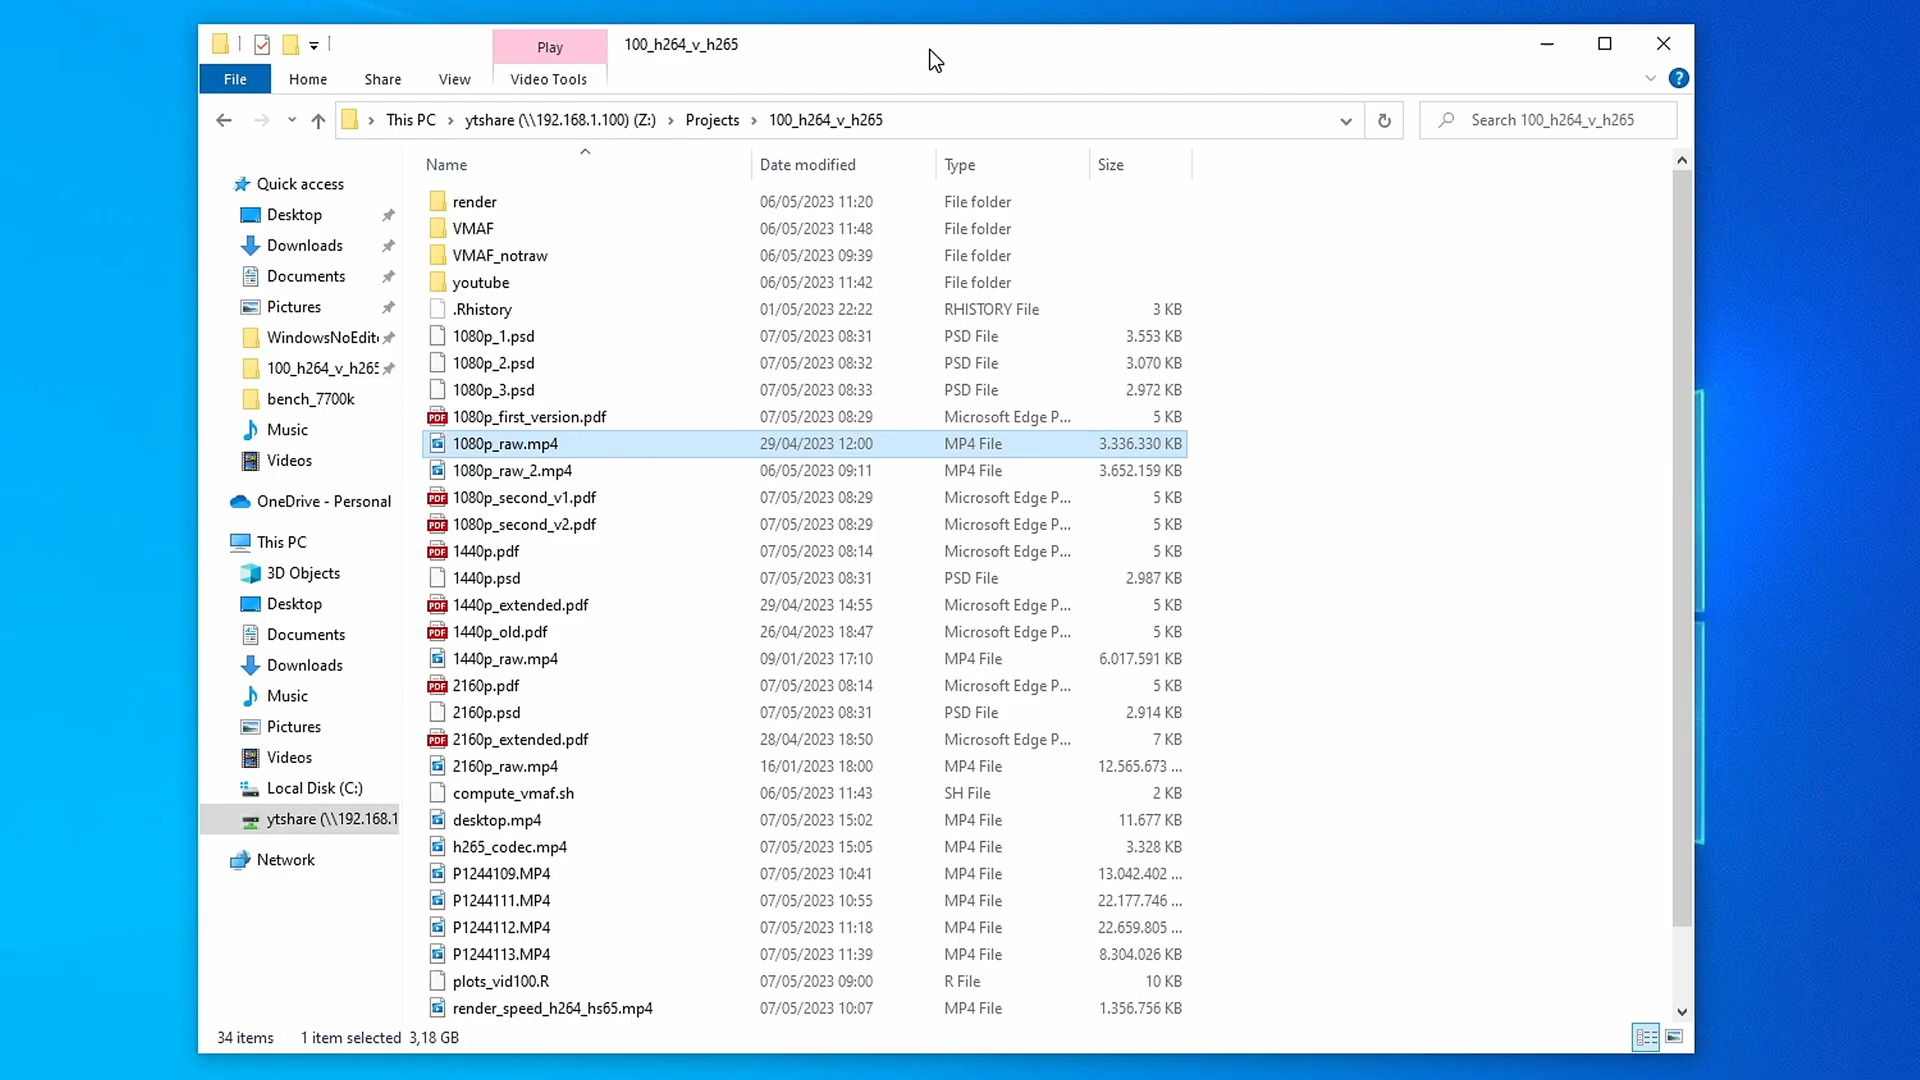 Play
100_h264_v_h265
File
Home
Share
View
Video Tools
This PC
ytshare (\\192.168.1.100) (Z:)
Projects
100_h264_v_h265
Search 100_h264_v_h265
Name
Date modified
Type
Size
Quick access
Desktop
Downloads
Documents
Pictures
WindowsNoEdit
100_h264_v_h265
bench_7700k
Music
Videos
OneDrive - Personal
This PC
3D Objects
Desktop
Documents
Downloads
Music
Pictures
Videos
Local Disk (C:)
ytshare (\\192.168.1
Network
render 06/05/2023 11:20 File folder
VMAF 06/05/2023 11:48 File folder
VMAF_notraw 06/05/2023 09:39 File folder
youtube 06/05/2023 11:42 File folder
.Rhistory 01/05/2023 22:22 RHISTORY File 3 KB
1080p_1.psd 07/05/2023 08:31 PSD File 3.553 KB
1080p_2.psd 07/05/2023 08:32 PSD File 3.070 KB
1080p_3.psd 07/05/2023 08:33 PSD File 2.972 KB
PDF 1080p_first_version.pdf 07/05/2023 08:29 Microsoft Edge P... 5 KB
1080p_raw.mp4 29/04/2023 12:00 MP4 File 3.336.330 KB
1080p_raw_2.mp4 06/05/2023 09:11 MP4 File 3.652.159 KB
PDF 1080p_second_v1.pdf 07/05/2023 08:29 Microsoft Edge P... 5 KB
PDF 1080p_second_v2.pdf 07/05/2023 08:29 Microsoft Edge P... 5 KB
PDF 1440p.pdf 07/05/2023 08:14 Microsoft Edge P... 5 KB
1440p.psd 07/05/2023 08:31 PSD File 2.987 KB
PDF 1440p_extended.pdf 29/04/2023 14:55 Microsoft Edge P... 5 KB
PDF 1440p_old.pdf 26/04/2023 18:47 Microsoft Edge P... 5 KB
1440p_raw.mp4 09/01/2023 17:10 MP4 File 6.017.591 KB
PDF 2160p.pdf 07/05/2023 08:14 Microsoft Edge P... 5 KB
2160p.psd 07/05/2023 08:31 PSD File 2.914 KB
PDF 2160p_extended.pdf 28/04/2023 18:50 Microsoft Edge P... 7 KB
2160p_raw.mp4 16/01/2023 18:00 MP4 File 12.565.673 ...
compute_vmaf.sh 06/05/2023 11:43 SH File 2 KB
desktop.mp4 07/05/2023 15:02 MP4 File 11.677 KB
h265_codec.mp4 07/05/2023 15:05 MP4 File 3.328 KB
P1244109.MP4 07/05/2023 10:41 MP4 File 13.042.402 ...
P1244111.MP4 07/05/2023 10:55 MP4 File 22.177.746 ...
P1244112.MP4 07/05/2023 11:18 MP4 File 22.659.805 ...
P1244113.MP4 07/05/2023 11:39 MP4 File 8.304.026 KB
plots_vid100.R 07/05/2023 09:00 R File 10 KB
render_speed_h264_hs65.mp4 07/05/2023 10:07 MP4 File 1.356.756 KB
34 items 1 item selected 3,18 GB